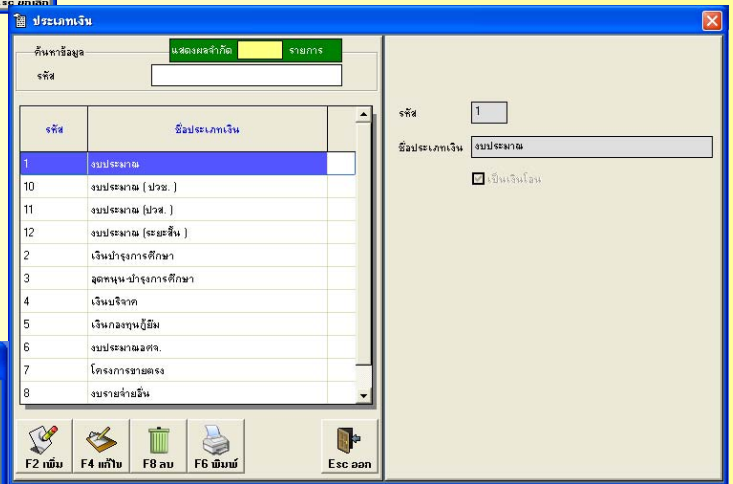 Esc ยกเลิก
ประเภทเงิน
ค้นหาข้อมูล
แสดงผลจำกัด รายการ
รหัส
รหัส ชื่อประเภทเงิน
1 งบประมาณ
10 งบประมาณ ( ปวช. )
11 งบประมาณ (ปวส. )
12 งบประมาณ (ระยะสั้น )
2 เงินบำรุงการศึกษา
3 อุดหนุน-บำรุงการศึกษา
4 เงินบริจาค
5 เงินกองทุนกู้ยืม
6 งบประมาณอศจ.
7 โครงการขายตรง
8 งบรายจ่ายอื่น
F2 เพิ่ม F4 แก้ไข F8 ลบ F6 พิมพ์ Esc ออก
รหัส 1
ชื่อประเภทเงิน งบประมาณ
เป็นเงินโอน